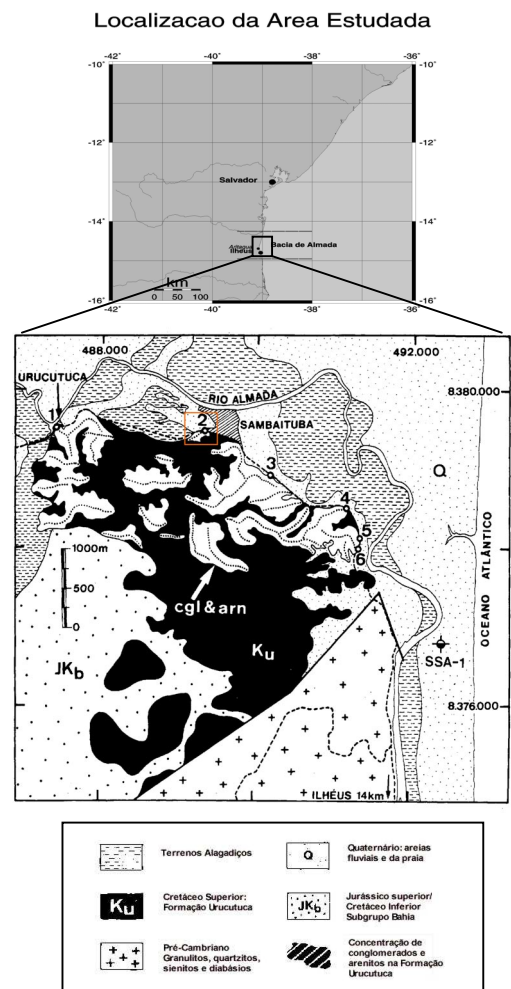 Localizacao da Area Estudada
-42° -40° -38° -36°
-10° -10°
-12° -12°
Salvador
-14° -14°
Bacia de Almada
Ilheus
km
0 50 100
-16° -16°
-42° -40° -38° -36°
488.000 492.000
URUCUTUCA
8.380.000
RIO ALMADA
1
2
SAMBAITUBA
3
Q
4
5
6
1000m
500
0
cgl & arn
OCEANO ATLÂNTICO
Ku
JKb
SSA-1
8.376.000
ILHÉUS 14km
Terrenos Alagadiços
Q
Quaternário: areias
fluviais e da praia
Ku
Cretáceo Superior:
Formação Urucutuca
JKb
Jurássico superior/
Cretáceo Inferior
Subgrupo Bahia
Pré-Cambriano
Granulitos, quartzitos,
sienitos e diabásios
Concentração de
conglomerados e
arenitos na Formação
Urucutuca